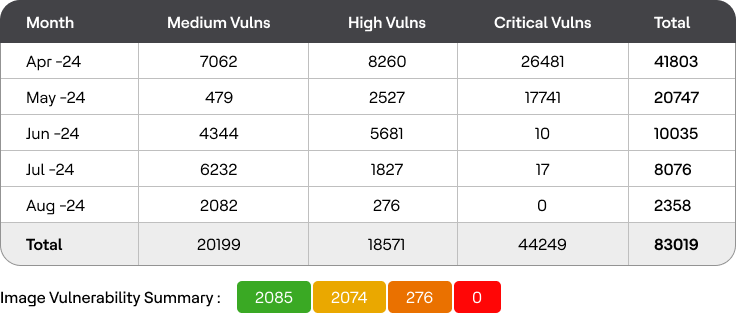 Month Medium Vulns High Vulns Critical Vulns Total
Apr -24 7062 8260 26481 41803
May -24 479 2527 17741 20747
Jun -24 4344 5681 10 10035
Jul -24 6232 1827 17 8076
Aug -24 2082 276 0 2358
Total 20199 18571 44249 83019
Image Vulnerability Summary : 2085 2074 276 0